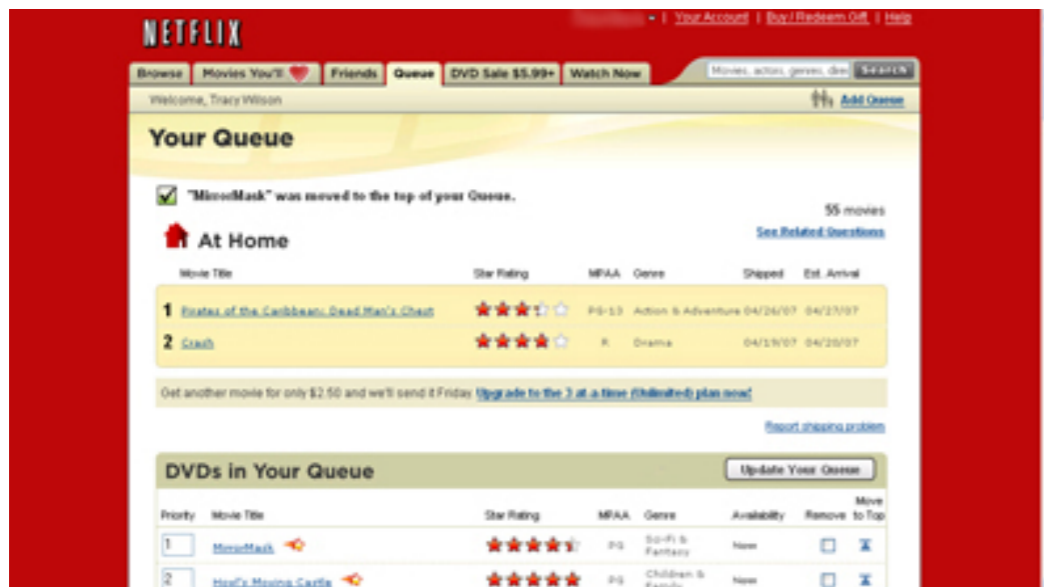 NETFLIX
Your Account | Buy / Redeem Gift | Help
Browse Movies You'll Friends Queue DVD Sale $5.99+ Watch Now Movies, actors, genres, Search
Welcome, Tracy Wilson Add Queue
Your Queue
"MirrorMask" was moved to the top of your Queue.
55 movies
At Home See Related Questions
Movie Title Star Rating MPAA Genre Shipped Est. Arrival
1 Pirates of the Caribbean: Dead Man's Chest PG-13 Action & Adventure 04/26/07 04/27/07
2 Crash R Drama 04/19/07 04/20/07
Get another movie for only $2.50 and we'll send it Friday. Upgrade to the 3 at a time (Unlimited) plan now!
Report shipping problem
DVDs in Your Queue Update Your Queue
Priority Movie Title Star Rating MPAA Genre Availability Remove Move to Top
1 MirrorMask PG Sci-Fi & Fantasy Now
2 Howl's Moving Castle PG Children & Family Now